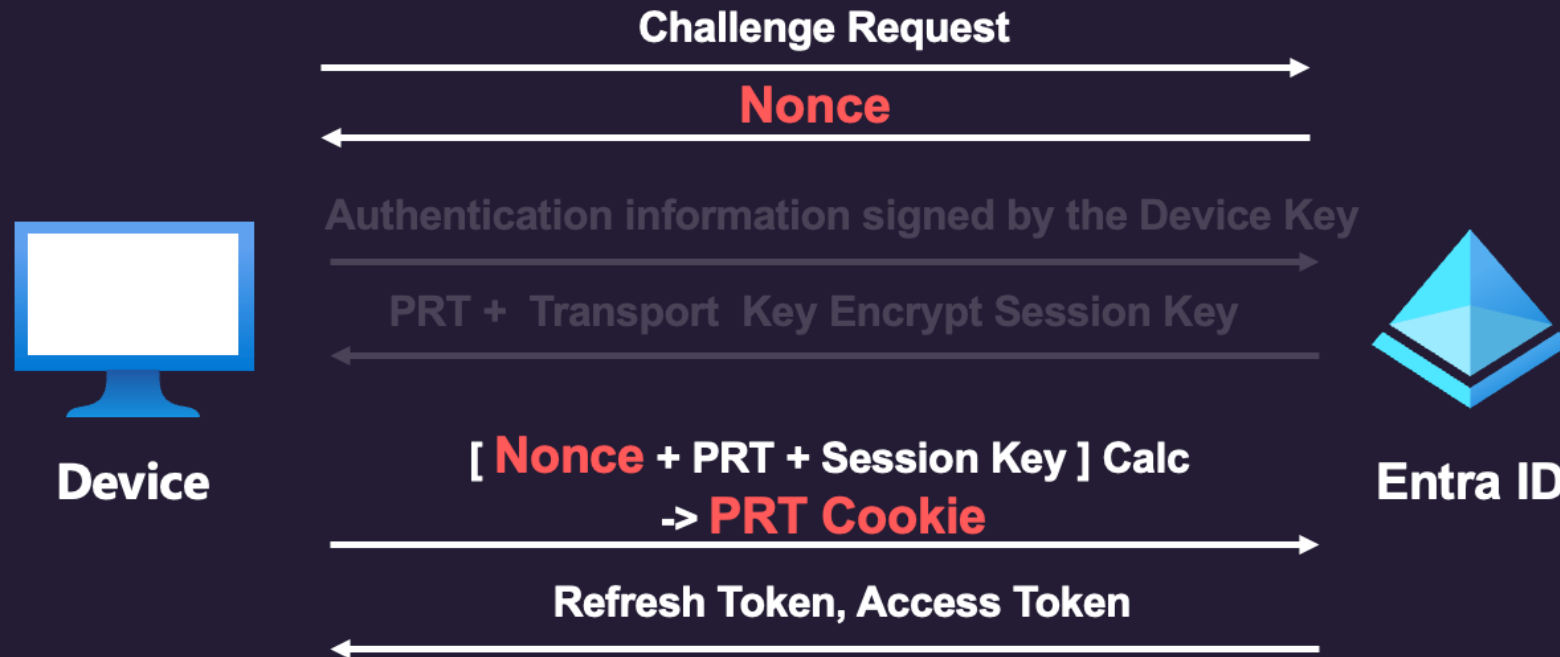 Challenge Request
Nonce
Authentication information signed by the Device Key
PRT + Transport Key Encrypt Session Key
[ Nonce + PRT + Session Key ] Calc
-> PRT Cookie
Device
Entra ID
Refresh Token, Access Token